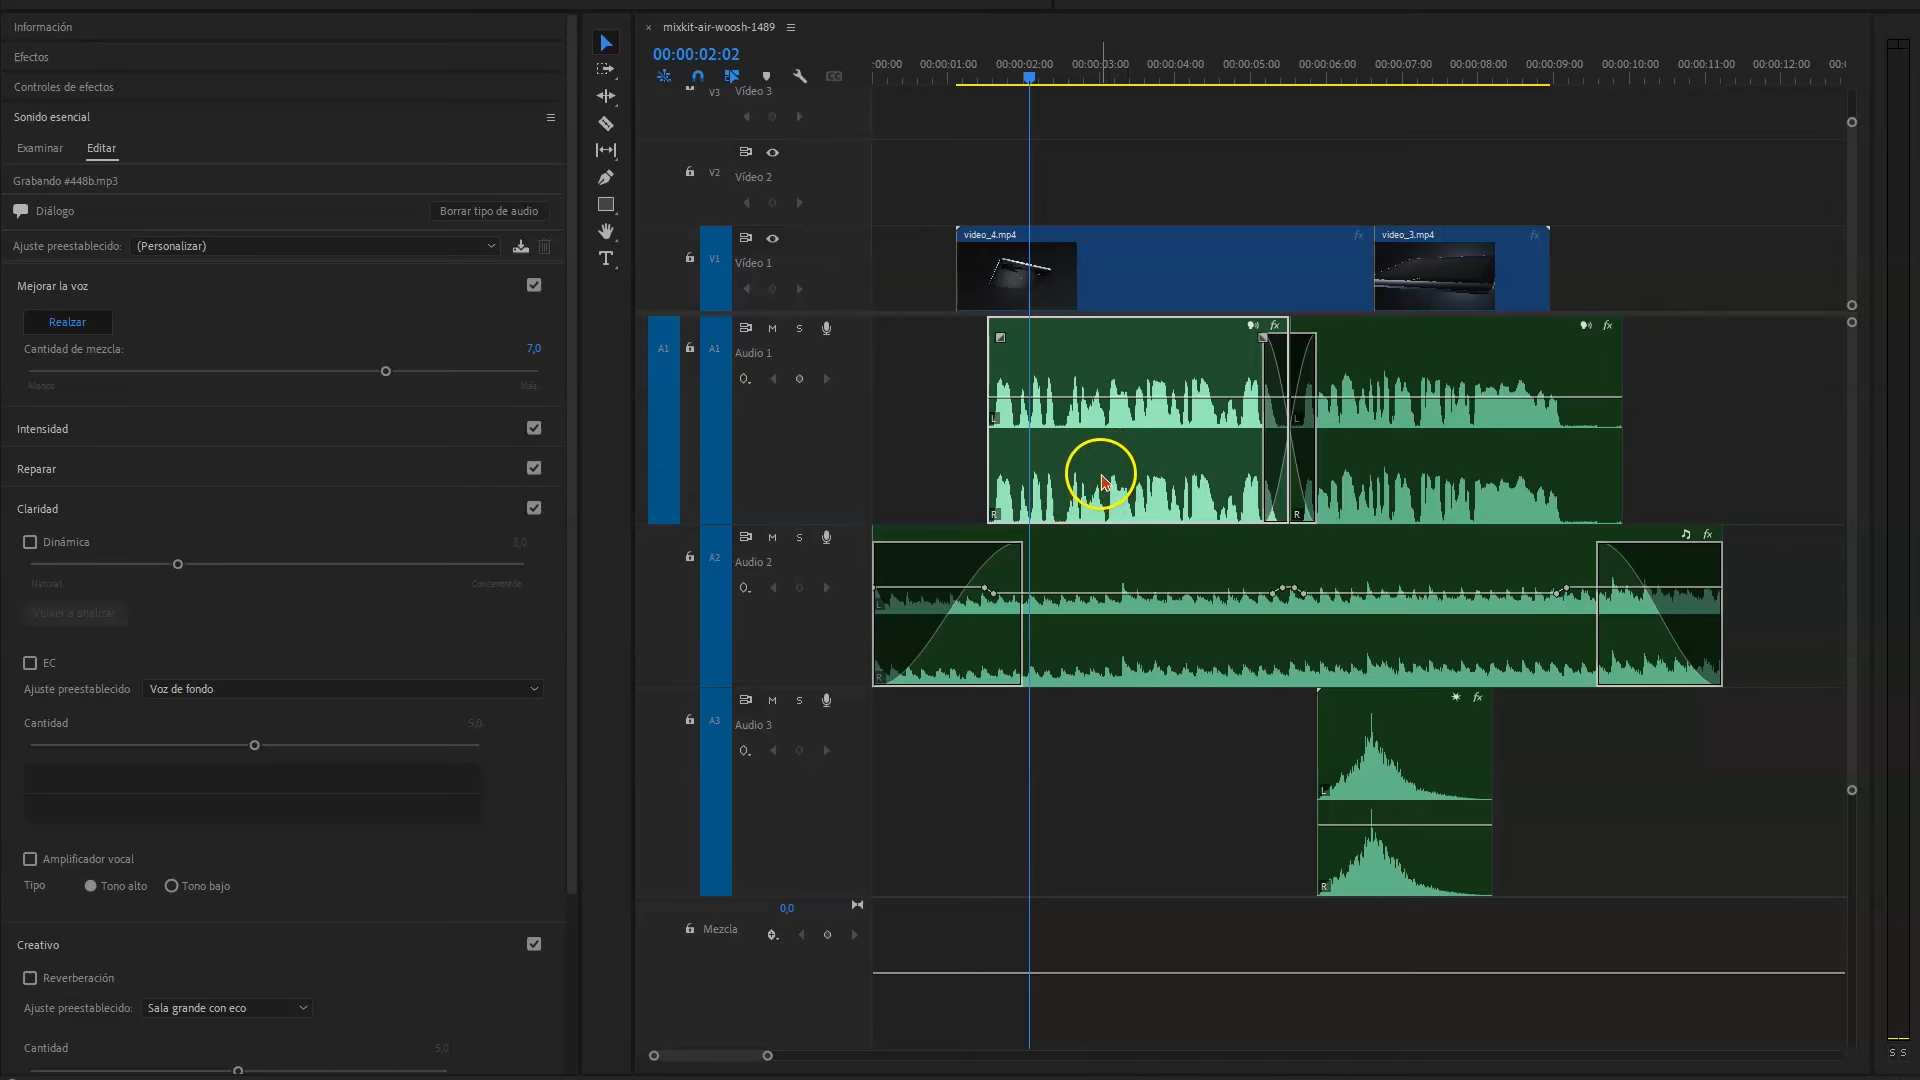 Información
Efectos
Controles de efectos
Sonido esencial
Examinar Editar
Grabando #448b.mp3
Diálogo Borrar tipo de audio
Ajuste preestablecido: (Personalizar)
Mejorar la voz
Realzar
Cantidad de mezcla: 7,0
Menos Más
Intensidad
Reparar
Claridad
Dinámica 3,0
Natural Concentrado
Volver a analizar
EC
Ajuste preestablecido Voz de fondo
Cantidad 5,0
Amplificador vocal
Tipo Tono alto Tono bajo
Creativo
Reverberación
Ajuste preestablecido: Sala grande con eco
Cantidad 5,0
T
× mixkit-air-woosh-1489
00:00:02:02
:00:00 00:00:01:00 00:00:02:00 00:00:03:00 00:00:04:00 00:00:05:00 00:00:06:00 00:00:07:00 00:00:08:00 00:00:09:00 00:00:10:00 00:00:11:00 00:00:12:00 00:
CC
V3 Vídeo 3
V2 Vídeo 2
V1 Vídeo 1
video_4.mp4 fx video_3.mp4 fx
A1 A1 M S Audio 1
fx fx
L L
R R
A2 M S Audio 2
fx
L
R
A3 M S Audio 3
fx
L
R
0,0
Mezcla
S S